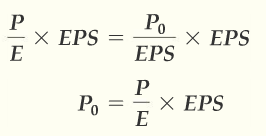 P/E × EPS = P₀/EPS × EPS
P₀ = P/E × EPS